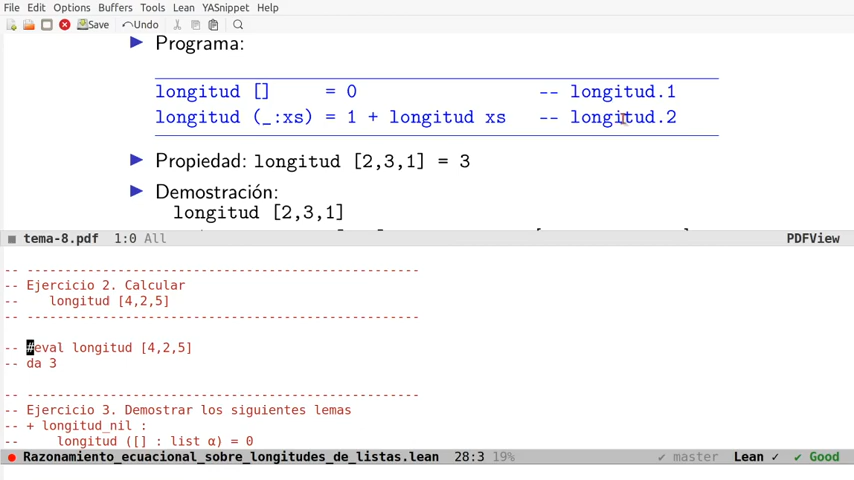 File Edit Options Buffers Tools Lean YASnippet Help
Save Undo
Programa:
longitud [] = 0 -- longitud.1
longitud (_:xs) = 1 + longitud xs -- longitud.2
Propiedad: longitud [2,3,1] = 3
Demostración:
longitud [2,3,1]
tema-8.pdf 1:0 All PDFView
-- ---------------------------------------------------
-- Ejercicio 2. Calcular
-- longitud [4,2,5]
-- ---------------------------------------------------
-- #eval longitud [4,2,5]
-- da 3
-- ---------------------------------------------------
-- Ejercicio 3. Demostrar los siguientes lemas
-- + longitud_nil :
-- longitud ([] : list α) = 0
Razonamiento_ecuacional_sobre_longitudes_de_listas.lean 28:3 19% ✓ master Lean ✓ ✓ Good